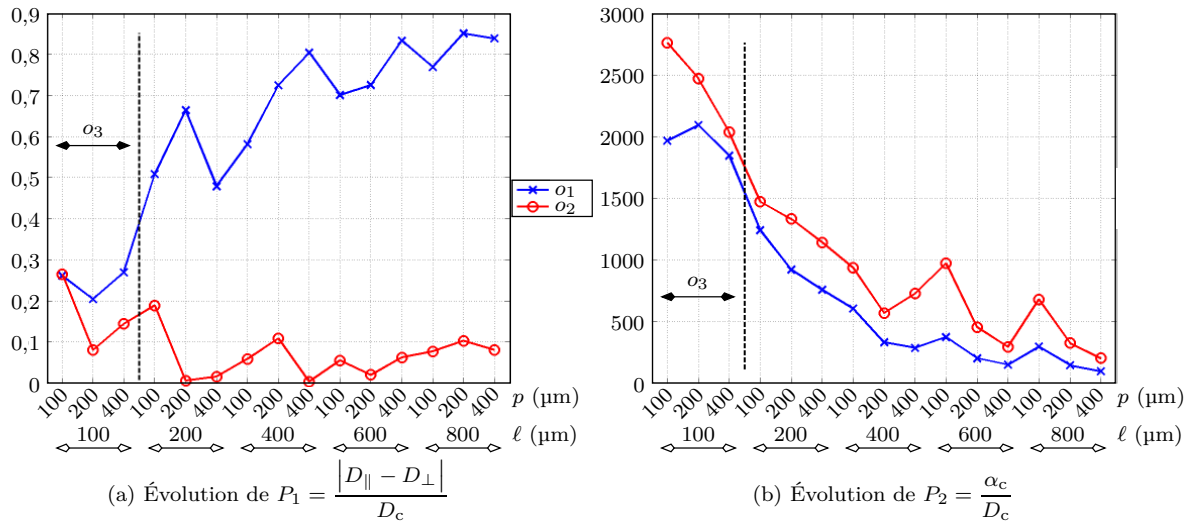 0,9
0,8
0,7
0,6
0,5
0,4
0,3
0,2
0,1
0
o₃
100 200 400 100 200 400 100 200 400 100 200 400 100 200 400 p (µm)
100 200 400 600 800 ℓ (µm)
(a) Évolution de P₁ = |D∥ − D⊥| / D_c
o₁
o₂
3000
2500
2000
1500
1000
500
0
o₃
100 200 400 100 200 400 100 200 400 100 200 400 100 200 400 p (µm)
100 200 400 600 800 ℓ (µm)
(b) Évolution de P₂ = α_c / D_c